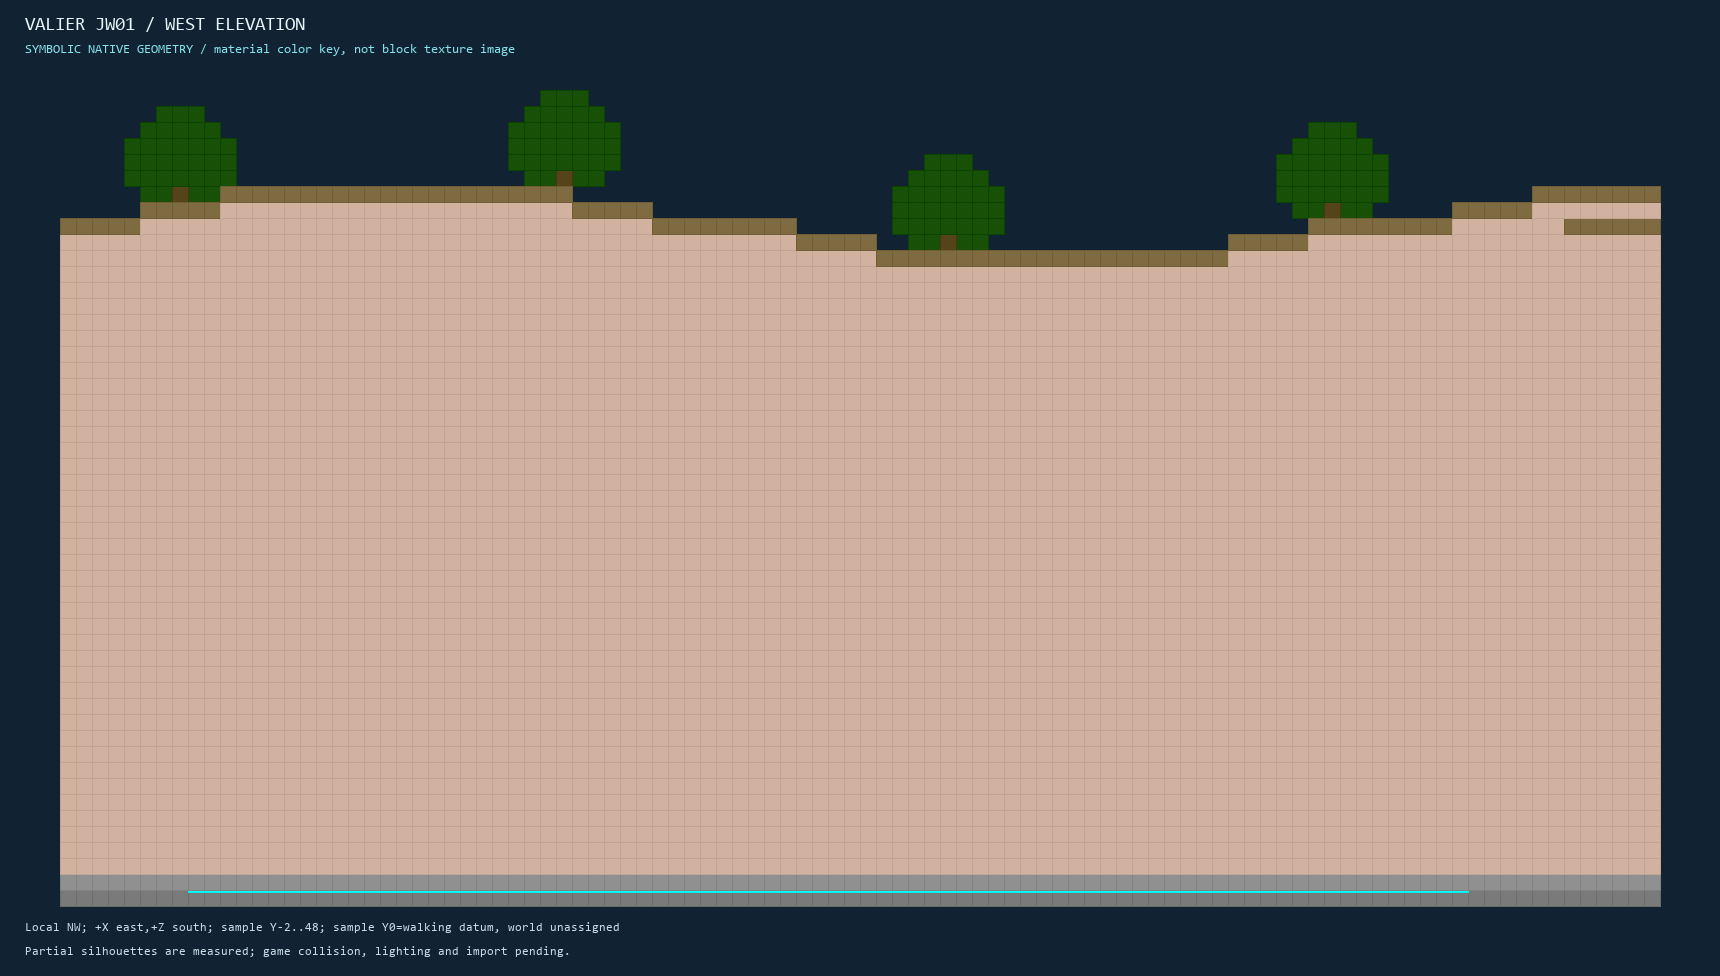 VALIER JW01 / WEST ELEVATION
SYMBOLIC NATIVE GEOMETRY / material color key, not block texture image
Local NW; +X east,+Z south; sample Y-2..48; sample Y0=walking datum, world unassigned
Partial silhouettes are measured; game collision, lighting and import pending.